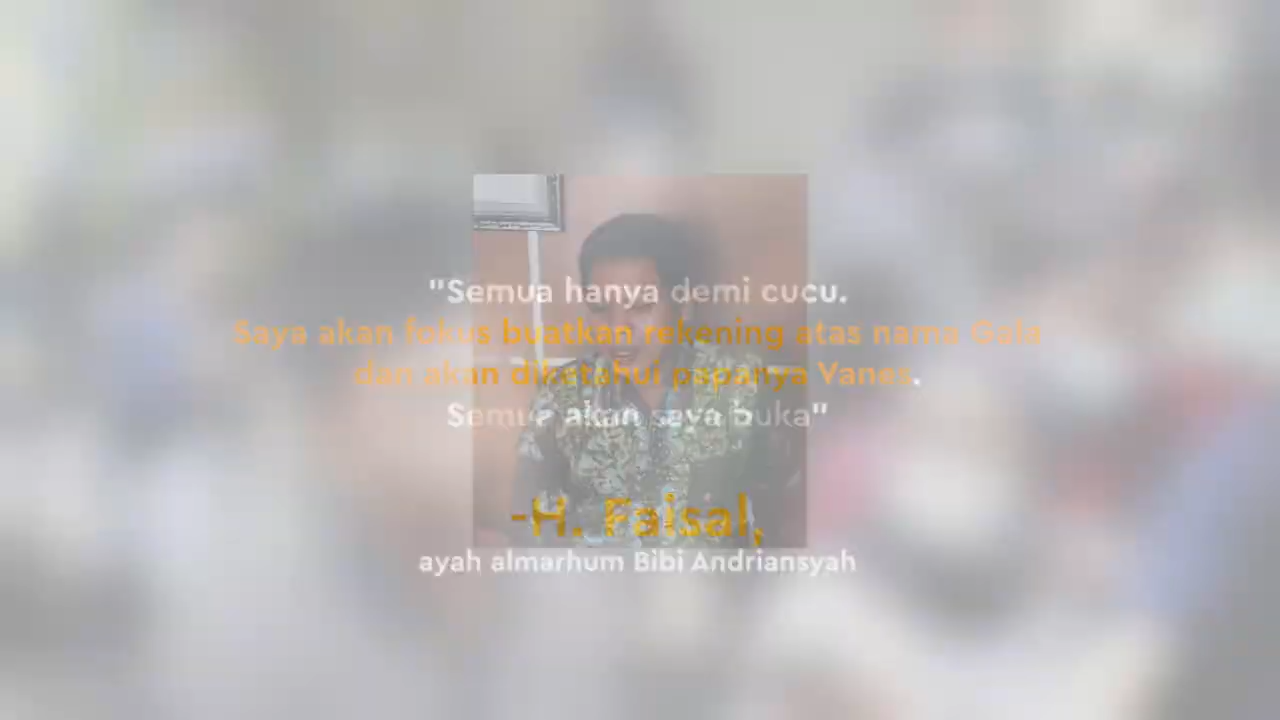 "Semua hanya demi cucu.
Saya akan fokus buatkan rekening atas nama Gala
dan akan diketahui papanya Vanes.
Semua akan saya buka"
-H. Faisal,
ayah almarhum Bibi Andriansyah